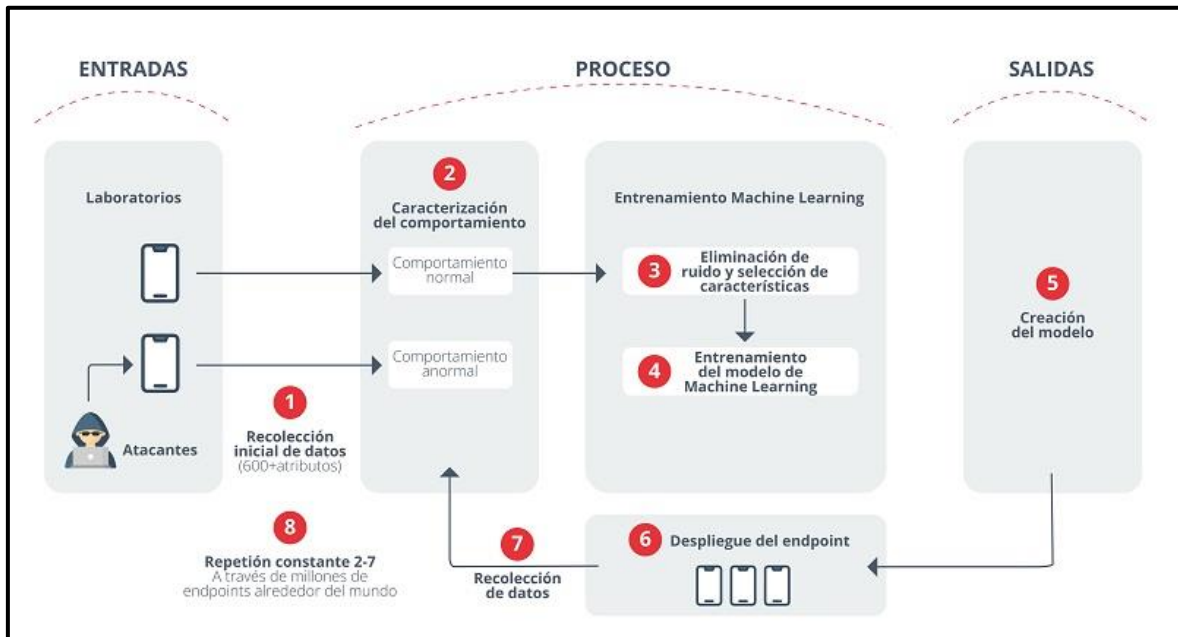 ENTRADAS
PROCESO
SALIDAS
Laboratorios
Atacantes
1
Recolección
inicial de datos
(600+atributos)
2
Caracterización
del comportamiento
Comportamiento
normal
Comportamiento
anormal
Entrenamiento Machine Learning
3
Eliminación de
ruido y selección de
características
4
Entrenamiento
del modelo de
Machine Learning
5
Creación
del modelo
6
Despliegue del endpoint
7
Recolección
de datos
8
Repetión constante 2-7
A través de millones de
endpoints alrededor del mundo